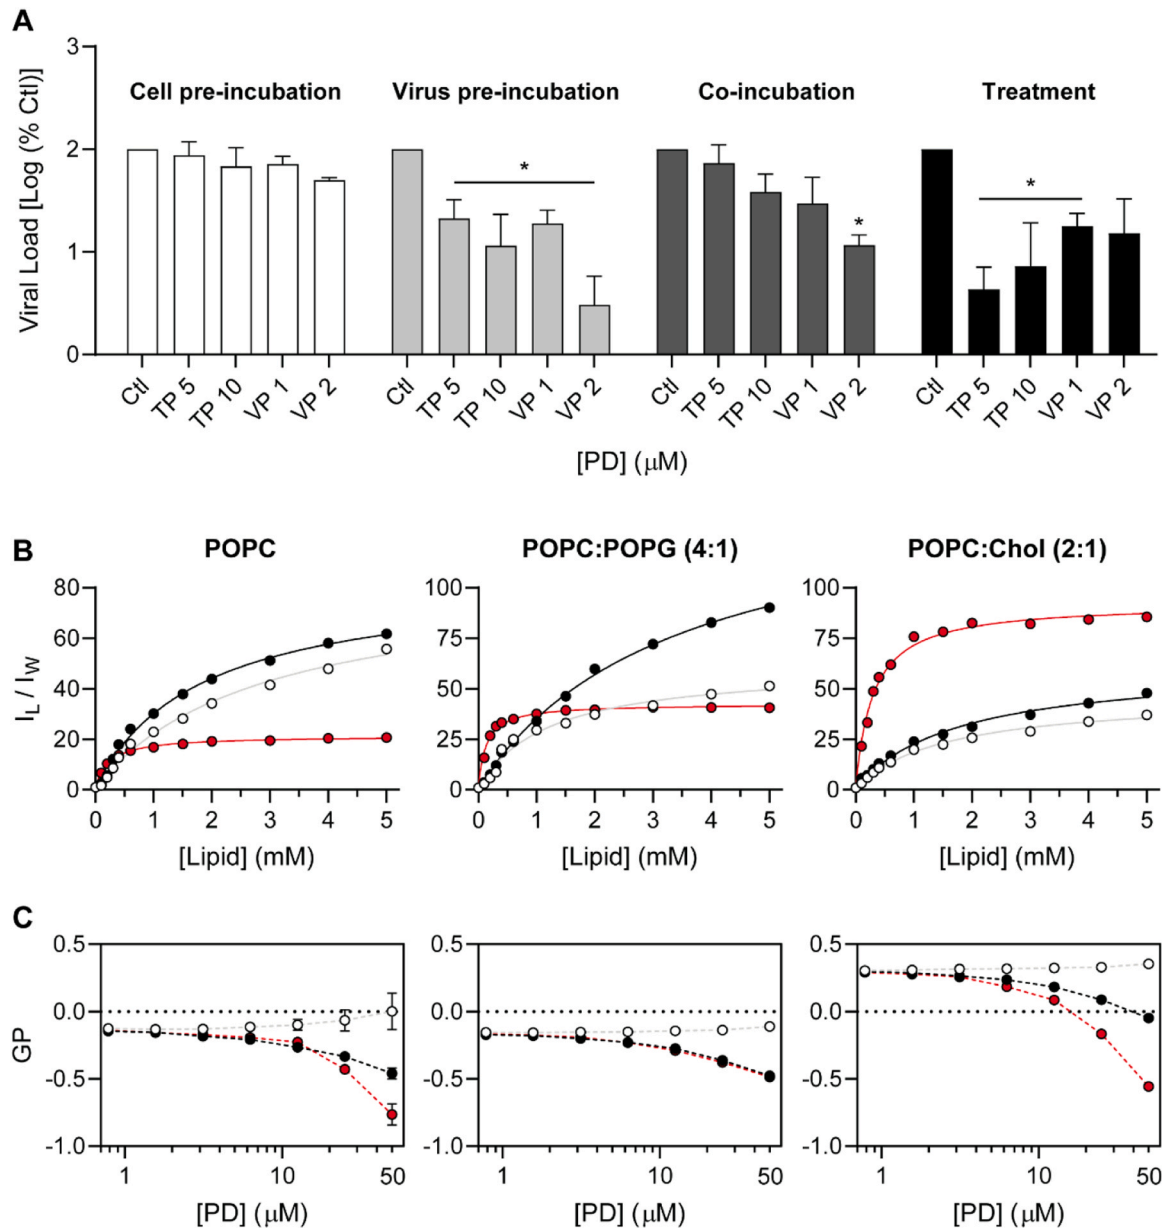 A
Viral Load [Log (% Ctl)]
3
2
1
0
Cell pre-incubation
Virus pre-incubation
Co-incubation
Treatment
*
*
*
Ctl TP 5 TP 10 VP 1 VP 2
Ctl TP 5 TP 10 VP 1 VP 2
Ctl TP 5 TP 10 VP 1 VP 2
Ctl TP 5 TP 10 VP 1 VP 2
[PD] (μM)
B
POPC
POPC:POPG (4:1)
POPC:Chol (2:1)
I_L / I_W
80
60
40
20
0
0 1 2 3 4 5
[Lipid] (mM)
100
75
50
25
0
0 1 2 3 4 5
[Lipid] (mM)
100
75
50
25
0
0 1 2 3 4 5
[Lipid] (mM)
C
GP
0.5
0.0
-0.5
-1.0
1 10 50
[PD] (μM)
0.5
0.0
-0.5
-1.0
1 10 50
[PD] (μM)
0.5
0.0
-0.5
-1.0
1 10 50
[PD] (μM)